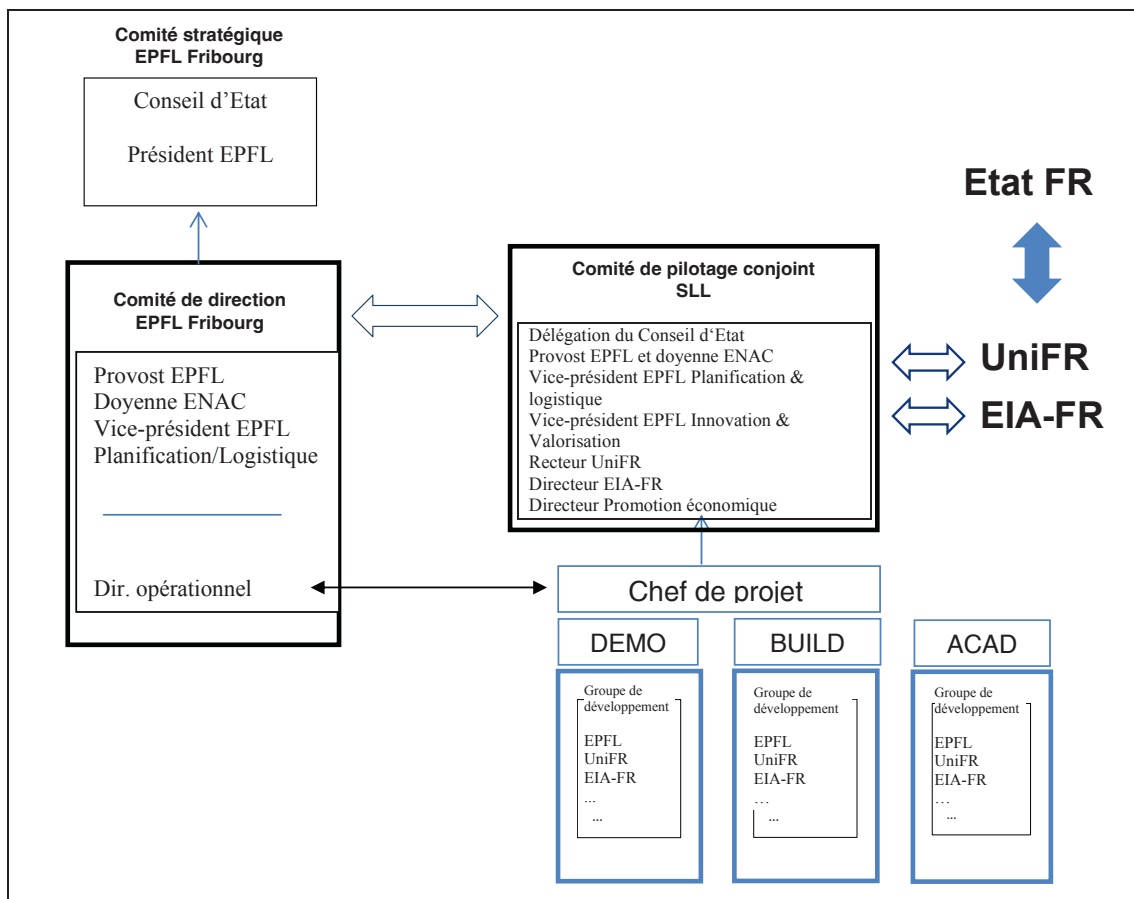 Comité stratégique
EPFL Fribourg
Conseil d'Etat
Président EPFL
Comité de direction
EPFL Fribourg
Provost EPFL
Doyenne ENAC
Vice-président EPFL
Planification/Logistique
Dir. opérationnel
Comité de pilotage conjoint
SLL
Délégation du Conseil d'Etat
Provost EPFL et doyenne ENAC
Vice-président EPFL Planification &
logistique
Vice-président EPFL Innovation &
Valorisation
Recteur UniFR
Directeur EIA-FR
Directeur Promotion économique
Etat FR
UniFR
EIA-FR
Chef de projet
DEMO
Groupe de
développement
EPFL
UniFR
EIA-FR
...
...
BUILD
Groupe de
développement
EPFL
UniFR
EIA-FR
…
...
ACAD
Groupe de
développement
EPFL
UniFR
EIA-FR
…
...